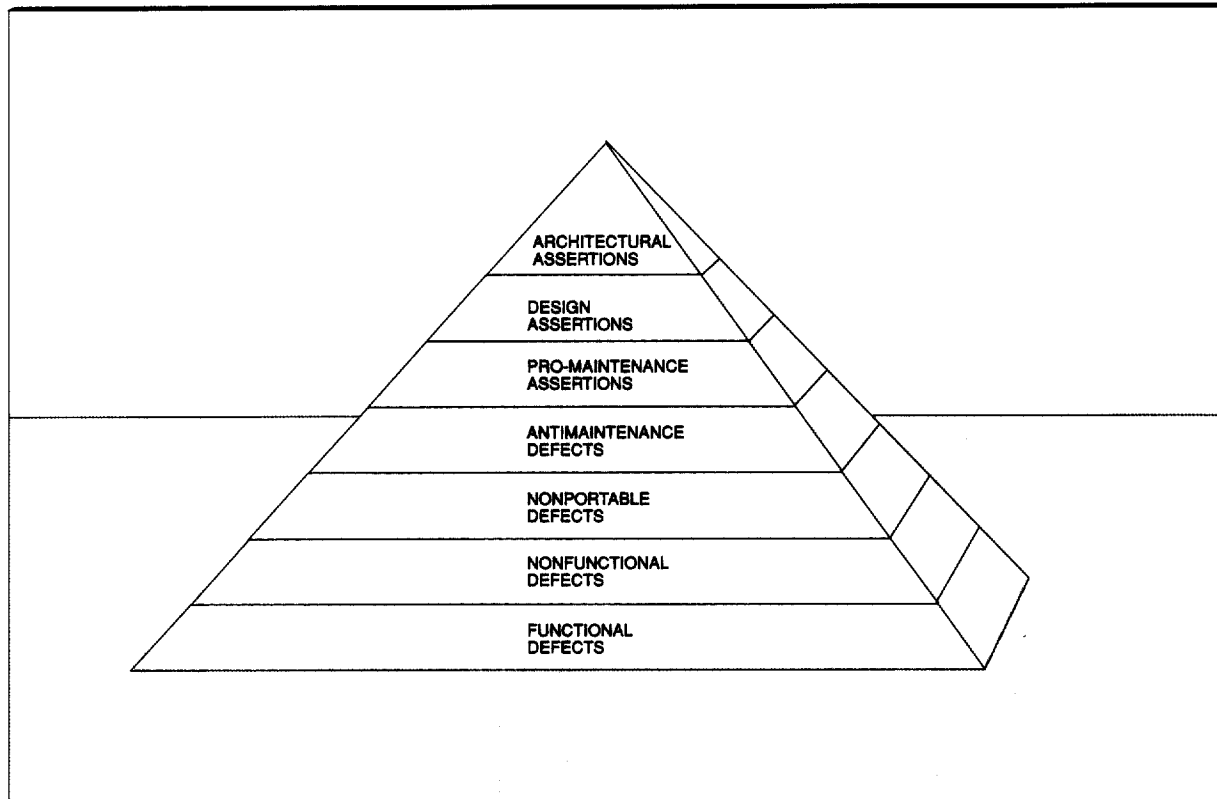 ARCHITECTURAL
ASSERTIONS
DESIGN
ASSERTIONS
PRO-MAINTENANCE
ASSERTIONS
ANTIMAINTENANCE
DEFECTS
NONPORTABLE
DEFECTS
NONFUNCTIONAL
DEFECTS
FUNCTIONAL
DEFECTS